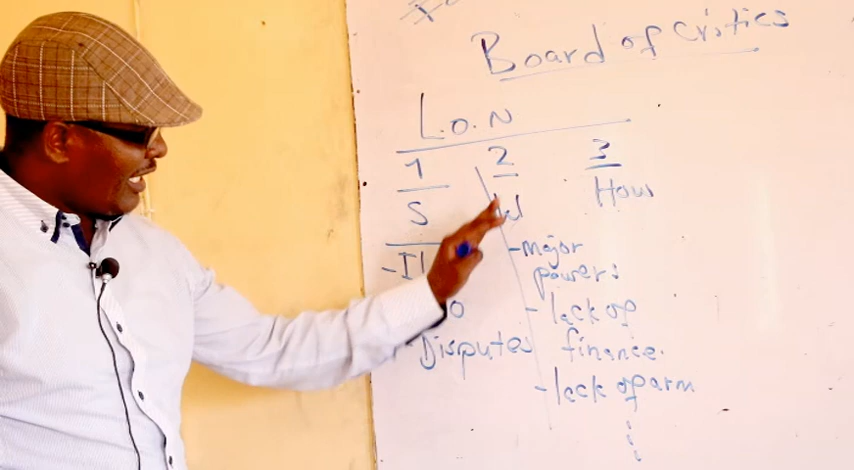 Board of critics
L.O.N
1 2 3
S W How
- IL
- major
powers
o
- lack of
Disputes
finance.
- lack of arm